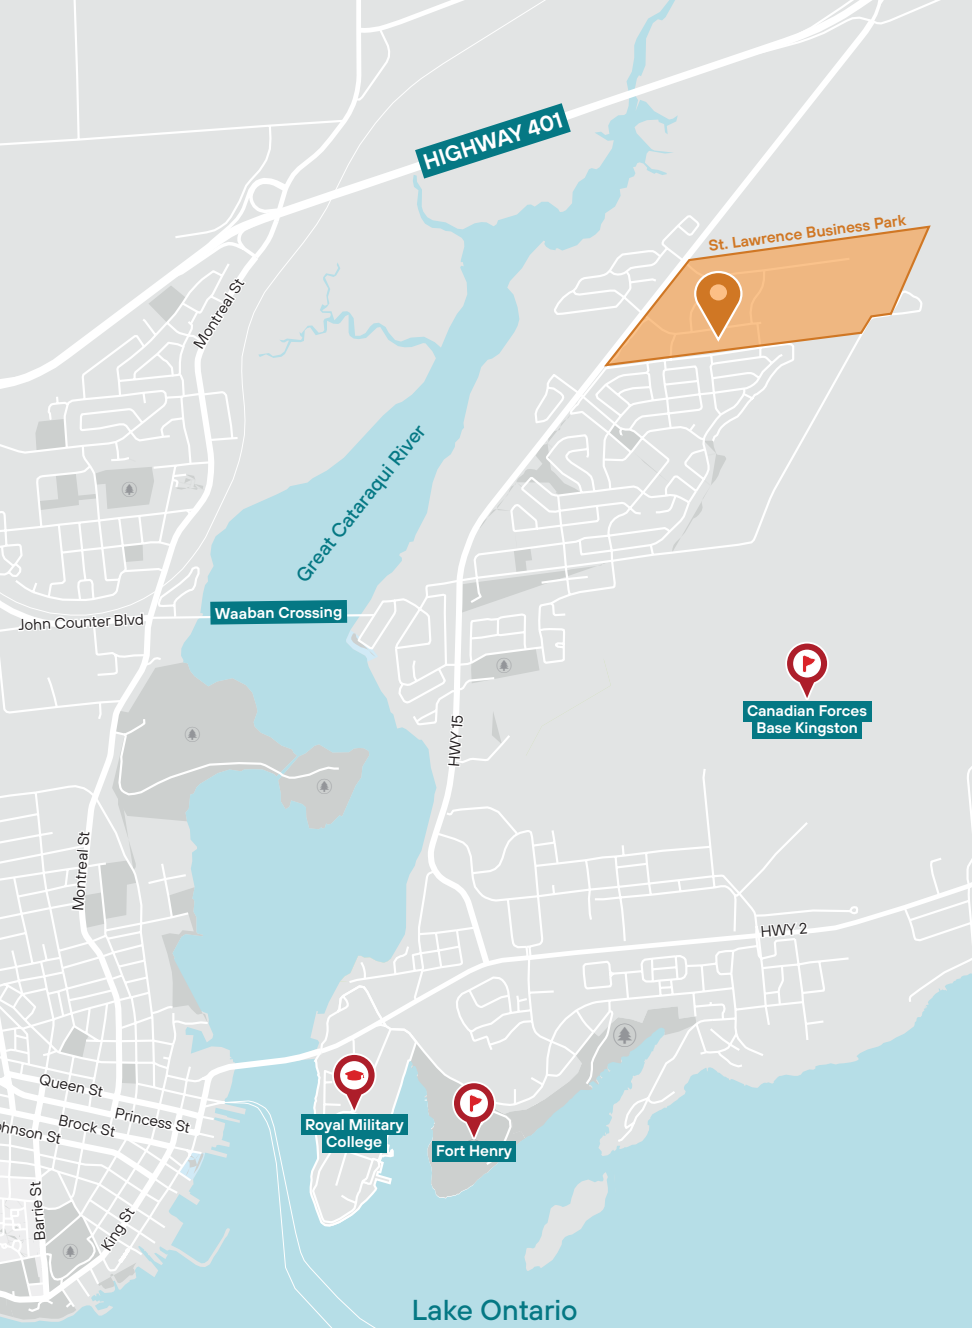 HIGHWAY 401
St. Lawrence Business Park
Montreal St
Great Cataraqui River
Waaban Crossing
John Counter Blvd
Canadian Forces
Base Kingston
HWY 15
Montreal St
HWY 2
Queen St
Princess St
Brock St
hnson St
Royal Military
College
Fort Henry
Barrie St
King St
Lake Ontario